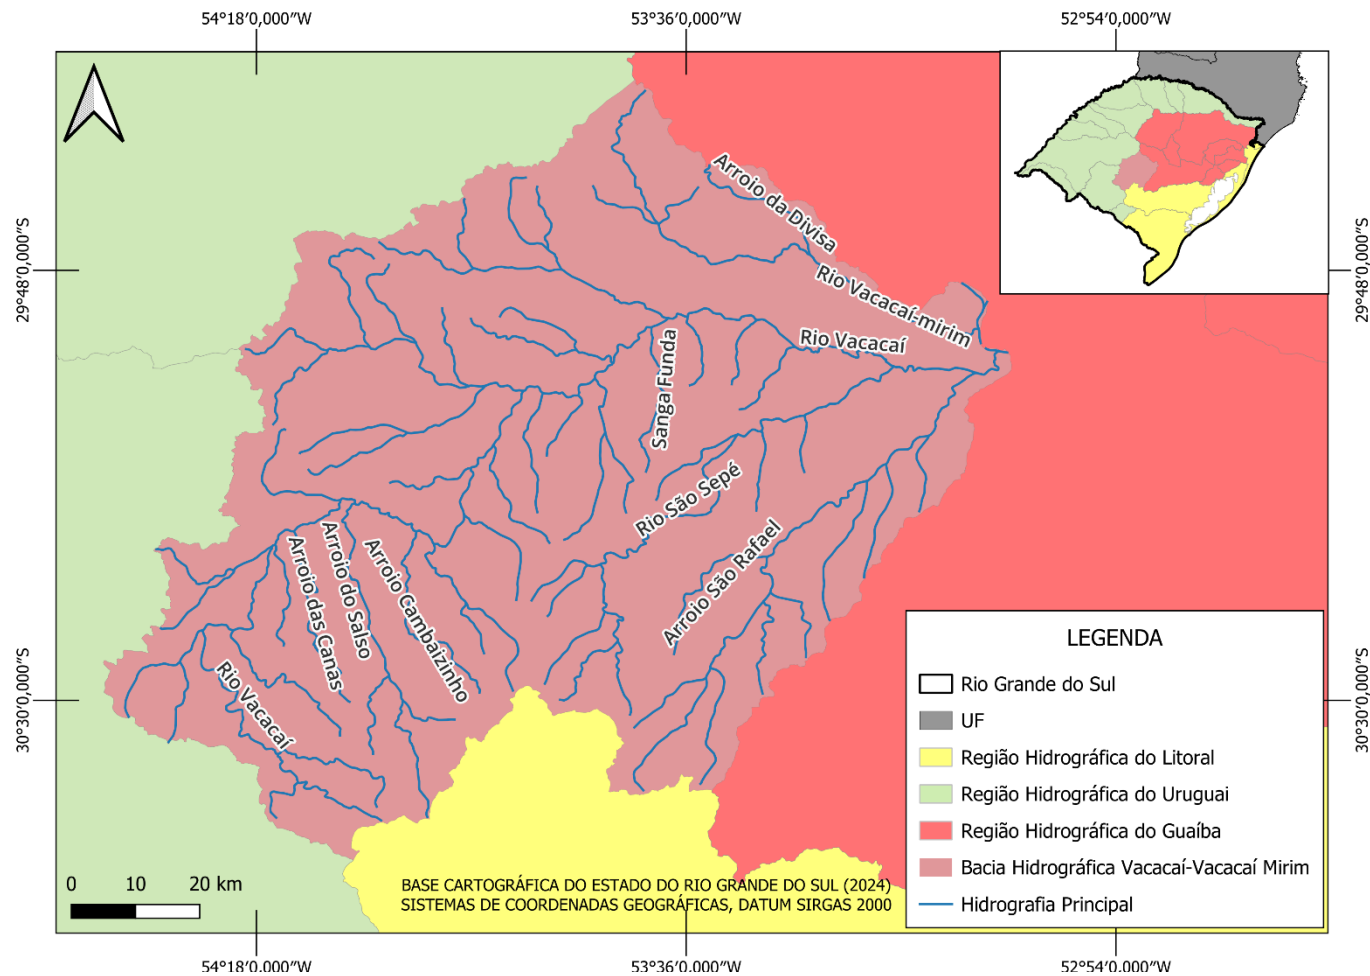 54°18′0,000″W
53°36′0,000″W
52°54′0,000″W
29°48′0,000″S
29°48′0,000″S
Arroio da Divisa
Rio Vacacaí-mirim
Rio Vacacaí
Sanga Funda
Rio São Sepé
Arroio São Rafael
Arroio Cambaizinho
Arroio do Salso
Arroio das Canas
Rio Vacacaí
30°30′0,000″S
30°30′0,000″S
LEGENDA
Rio Grande do Sul
UF
Região Hidrográfica do Litoral
Região Hidrográfica do Uruguai
Região Hidrográfica do Guaíba
Bacia Hidrográfica Vacacaí-Vacacaí Mirim
Hidrografia Principal
0 10 20 km
BASE CARTOGRÁFICA DO ESTADO DO RIO GRANDE DO SUL (2024)
SISTEMAS DE COORDENADAS GEOGRÁFICAS, DATUM SIRGAS 2000
54°18′0,000″W
53°36′0,000″W
52°54′0,000″W